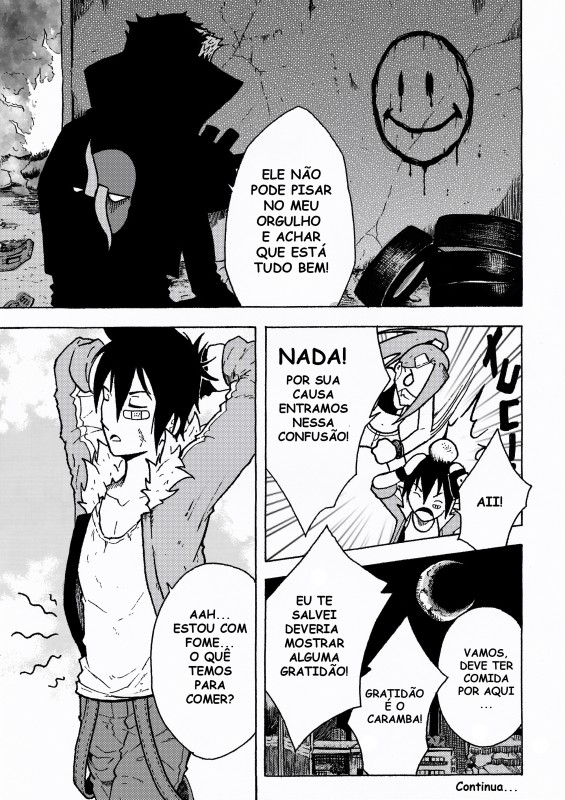 ELE NÃO
PODE PISAR
NO MEU
ORGULHO
E ACHAR
QUE ESTÁ
TUDO BEM!
AAH...
ESTOU COM
FOME...
O QUÊ
TEMOS
PARA
COMER?
NADA!
POR SUA
CAUSA
ENTRAMOS
NESSA
CONFUSÃO!
AII!
EU TE
SALVEI
DEVERIA
MOSTRAR
ALGUMA
GRATIDÃO!
GRATIDÃO
É O
CARAMBA!
VAMOS,
DEVE TER
COMIDA
POR AQUI
...
Continua...